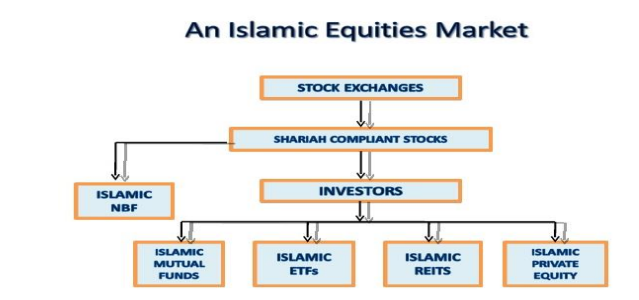 An Islamic Equities Market
STOCK EXCHANGES
SHARIAH COMPLIANT STOCKS
ISLAMIC
NBF
INVESTORS
ISLAMIC
MUTUAL
FUNDS
ISLAMIC
ETFs
ISLAMIC
REITS
ISLAMIC
PRIVATE
EQUITY